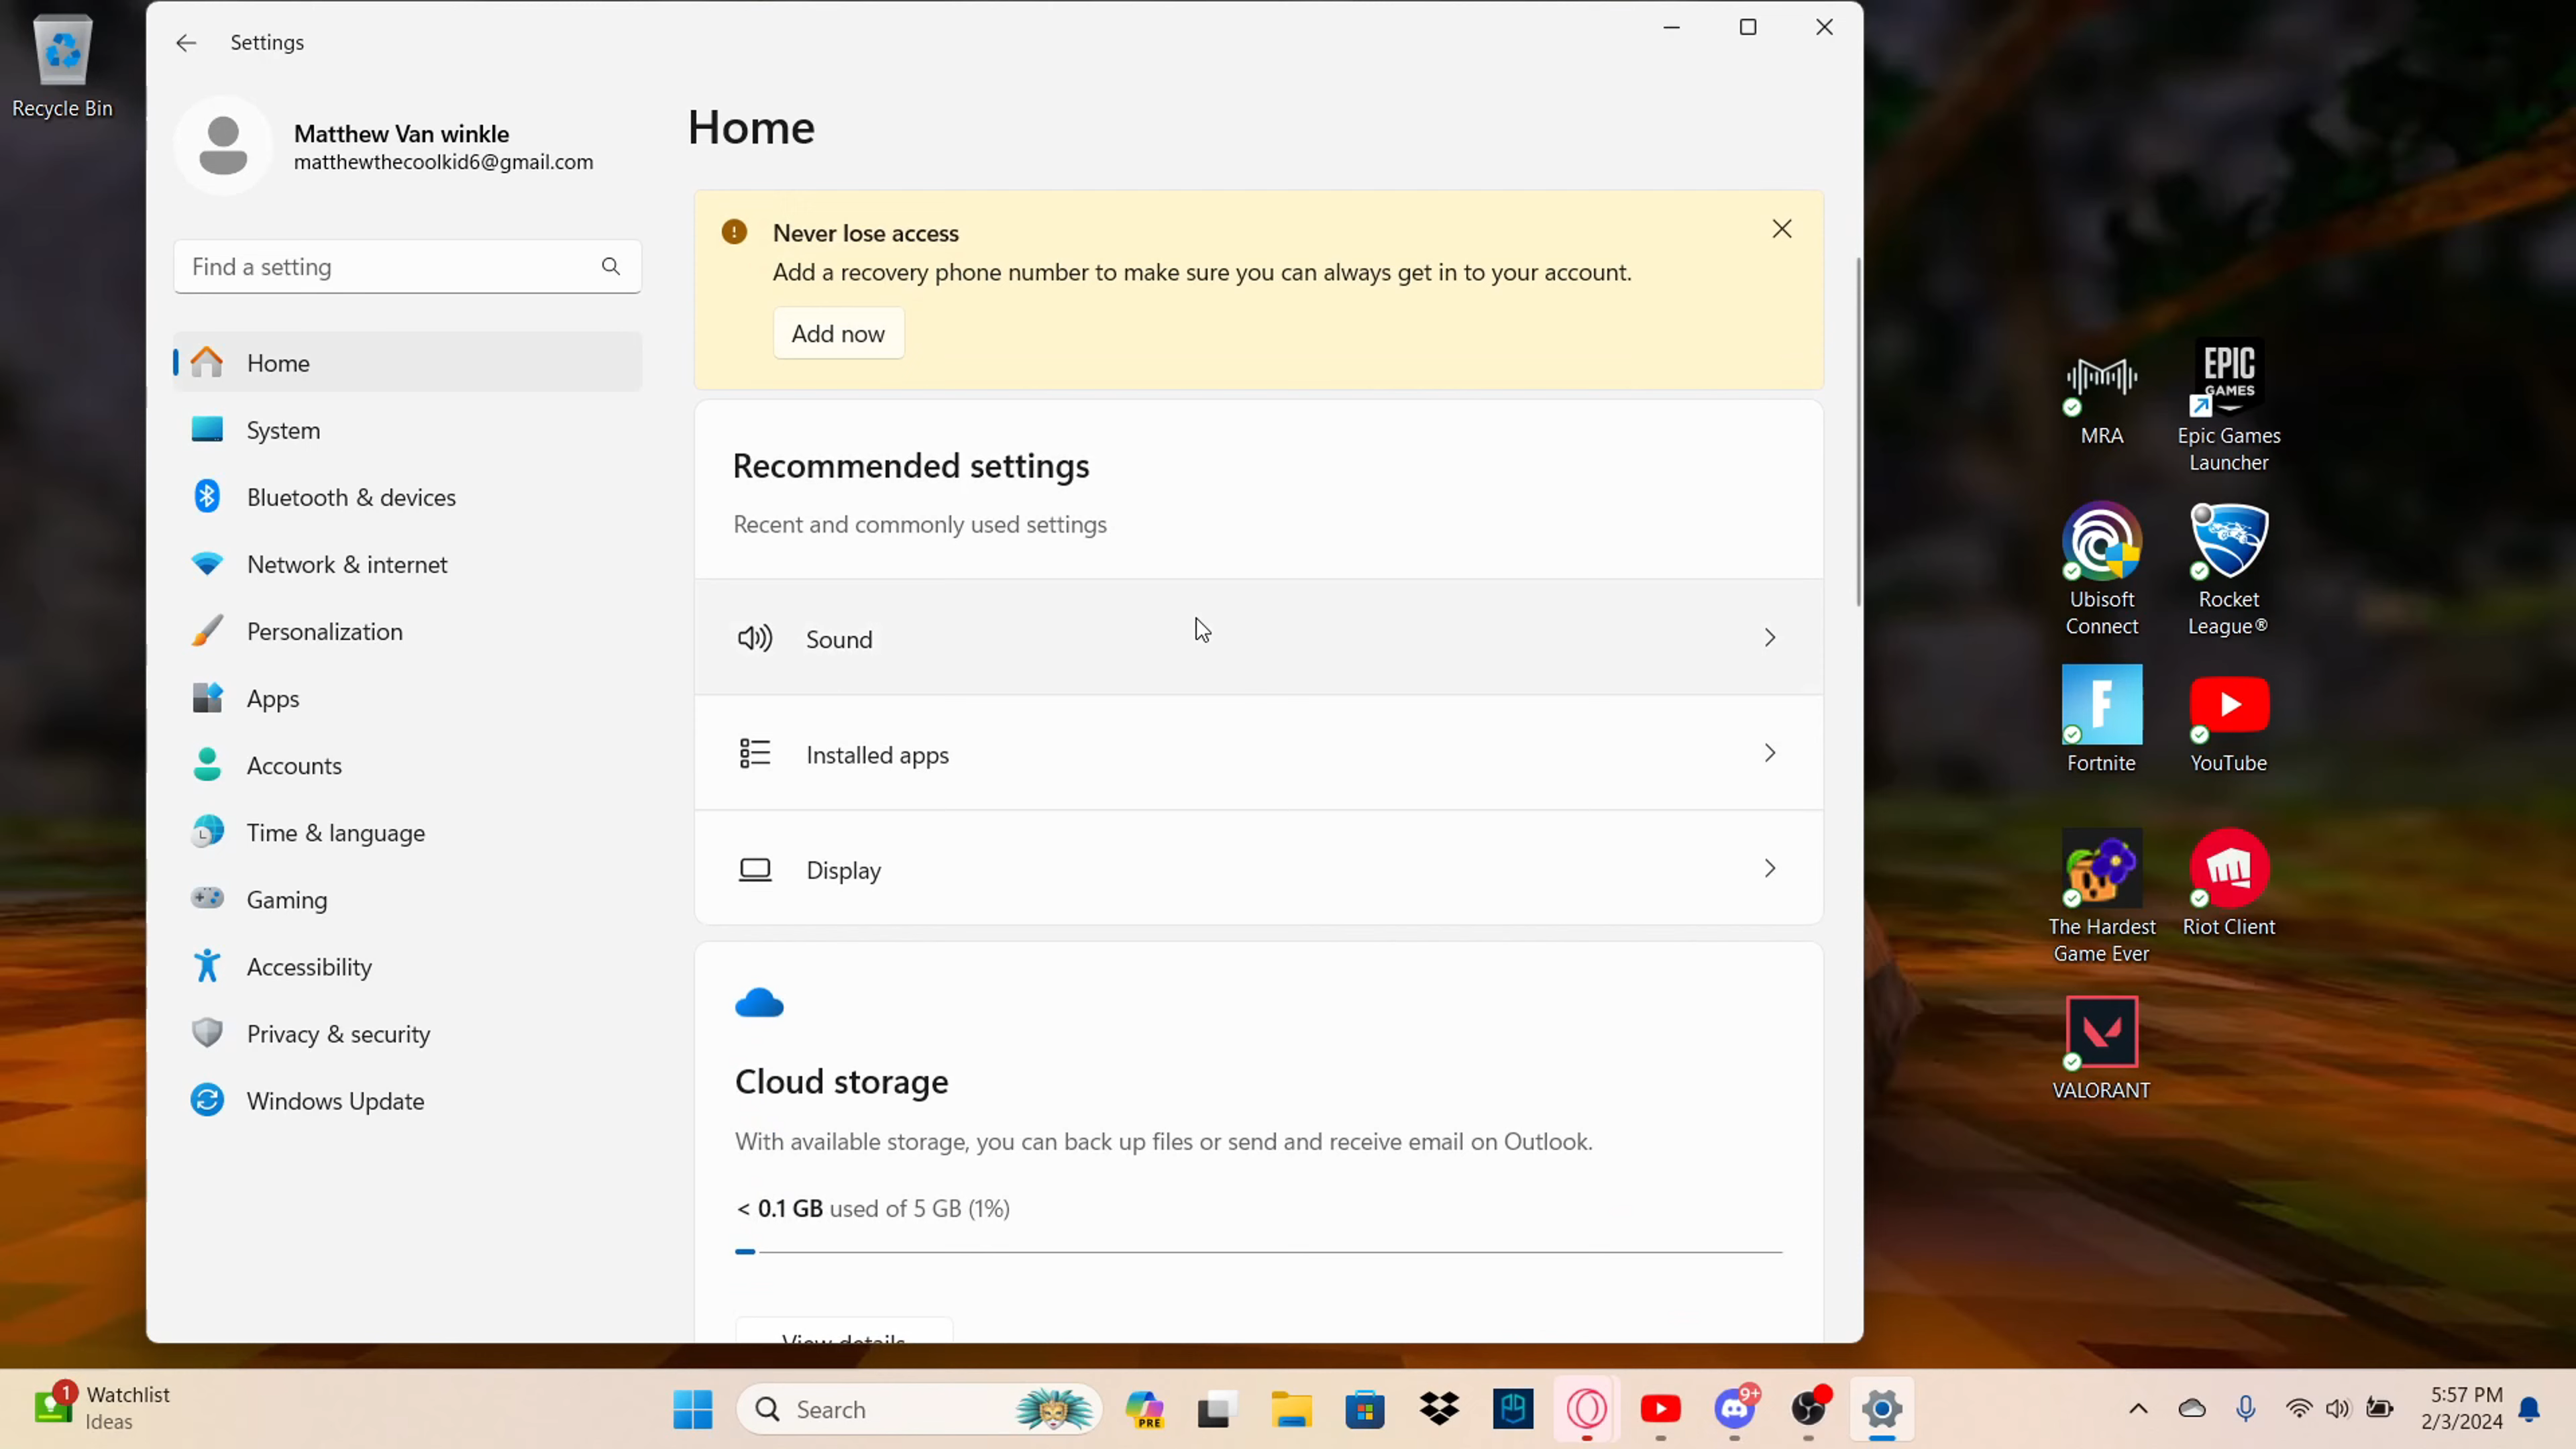 Recycle Bin
Settings
Matthew Van winkle
matthewthecoolkid6@gmail.com
Find a setting
Home
System
Bluetooth & devices
Network & internet
Personalization
Apps
Accounts
Time & language
Gaming
Accessibility
Privacy & security
Windows Update
Home
Never lose access
Add a recovery phone number to make sure you can always get in to your account.
Add now
Recommended settings
Recent and commonly used settings
Sound
Installed apps
Display
Cloud storage
With available storage, you can back up files or send and receive email on Outlook.
< 0.1 GB used of 5 GB (1%)
View details
MRA
EPIC
GAMES
Epic Games
Launcher
Ubisoft
Connect
Rocket
League®
F
Fortnite
YouTube
The Hardest
Game Ever
Riot Client
VALORANT
1
Watchlist
Ideas
Search
PRE
9+
5:57 PM
2/3/2024